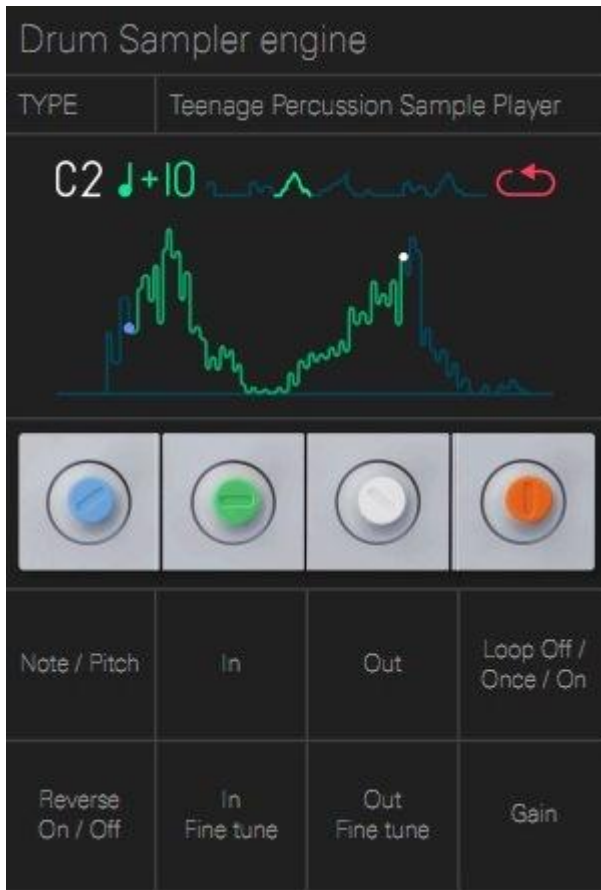 Drum Sampler engine
TYPE
Teenage Percussion Sample Player
C2 +10
Note / Pitch
In
Out
Loop Off /
Once / On
Reverse
On / Off
In
Fine tune
Out
Fine tune
Gain